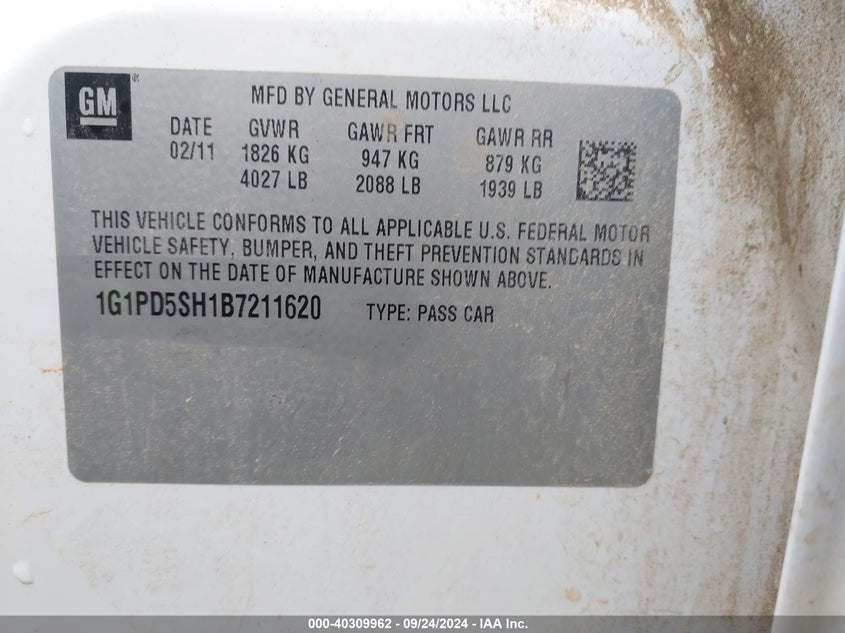 GM
MFD BY GENERAL MOTORS LLC
DATE GVWR GAWR FRT GAWR RR
02/11 1826 KG 947 KG 879 KG
4027 LB 2088 LB 1939 LB
THIS VEHICLE CONFORMS TO ALL APPLICABLE U.S. FEDERAL MOTOR
VEHICLE SAFETY, BUMPER, AND THEFT PREVENTION STANDARDS IN
EFFECT ON THE DATE OF MANUFACTURE SHOWN ABOVE.
1G1PD5SH1B7211620 TYPE: PASS CAR
000-40309962 - 09/24/2024 - IAA Inc.